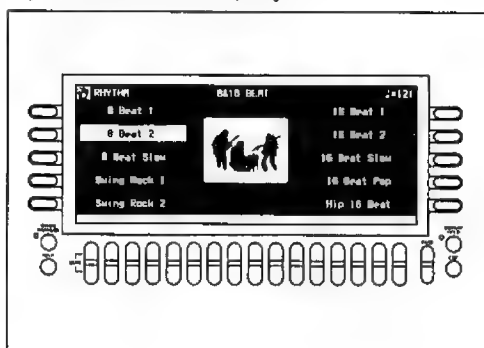 RHYTHM 8&16 BEAT ♩=121
8 Beat 1
8 Beat 2
8 Beat Slow
Swing Rock 1
Swing Rock 2
16 Beat 1
16 Beat 2
16 Beat Slow
16 Beat Pop
Hip 16 Beat